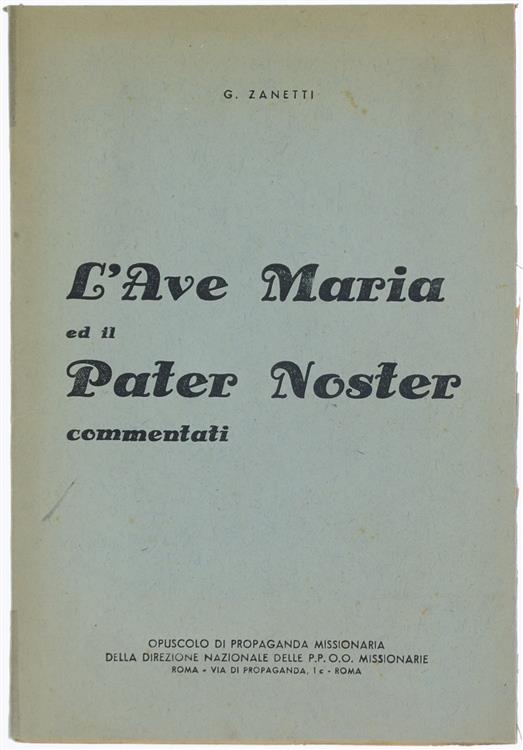 G. ZANETTI
L'Ave Maria
ed il
Pater Noster
commentati
OPUSCOLO DI PROPAGANDA MISSIONARIA
DELLA DIREZIONE NAZIONALE DELLE P.P.O.O. MISSIONARIE
ROMA - VIA DI PROPAGANDA, 1 c - ROMA